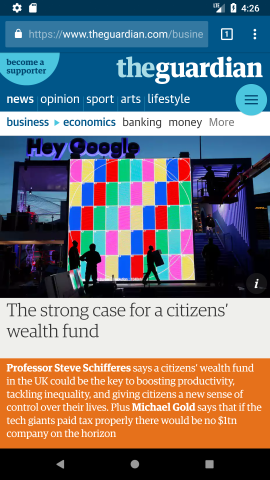 4:26
https://www.theguardian.com/busine
1
become a
supporter
theguardian
news opinion sport arts lifestyle
business economics banking money More
Hey Google
i
The strong case for a citizens'
wealth fund
Professor Steve Schifferes says a citizens' wealth fund
in the UK could be the key to boosting productivity,
tackling inequality, and giving citizens a new sense of
control over their lives. Plus Michael Gold says that if the
tech giants paid tax properly there would be no $1tn
company on the horizon